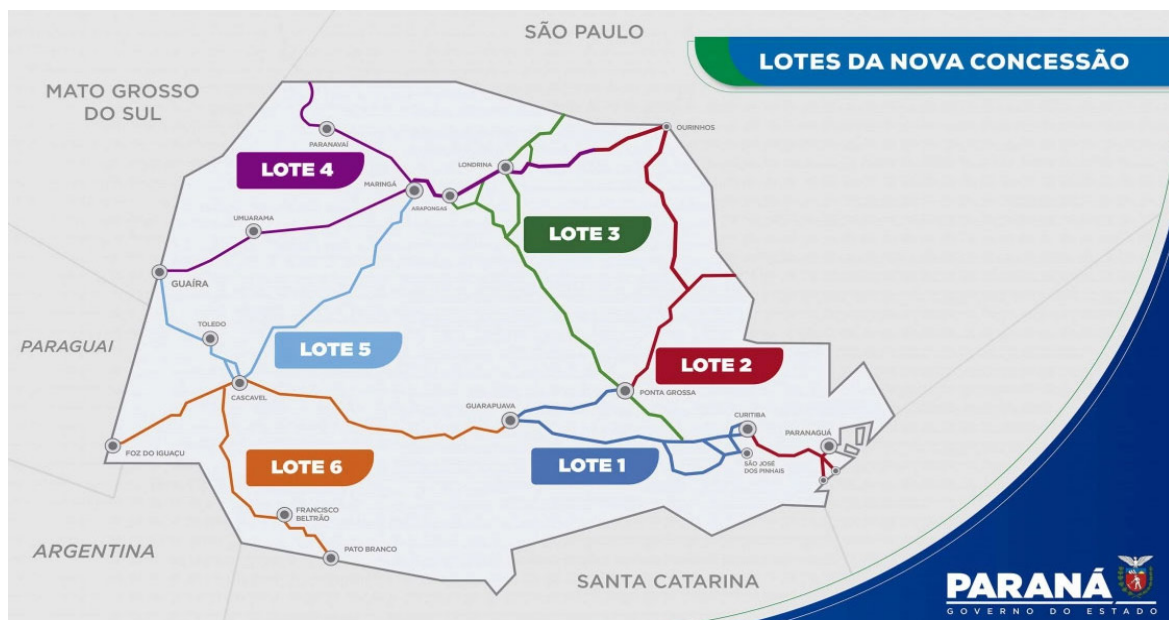 SÃO PAULO
LOTES DA NOVA CONCESSÃO
MATO GROSSO
DO SUL
OURINHOS
PARANAVAÍ
LONDRINA
LOTE 4
MARINGÁ
ARAPONGAS
UMUARAMA
LOTE 3
GUAÍRA
TOLEDO
PARAGUAI
LOTE 5
LOTE 2
CASCAVEL
PONTA GROSSA
GUARAPUAVA
CURITIBA
PARANAGUÁ
FOZ DO IGUAÇU
LOTE 6
LOTE 1
SÃO JOSÉ
DOS PINHAIS
FRANCISCO
BELTRÃO
ARGENTINA
PATO BRANCO
SANTA CATARINA
PARANÁ
GOVERNO DO ESTADO